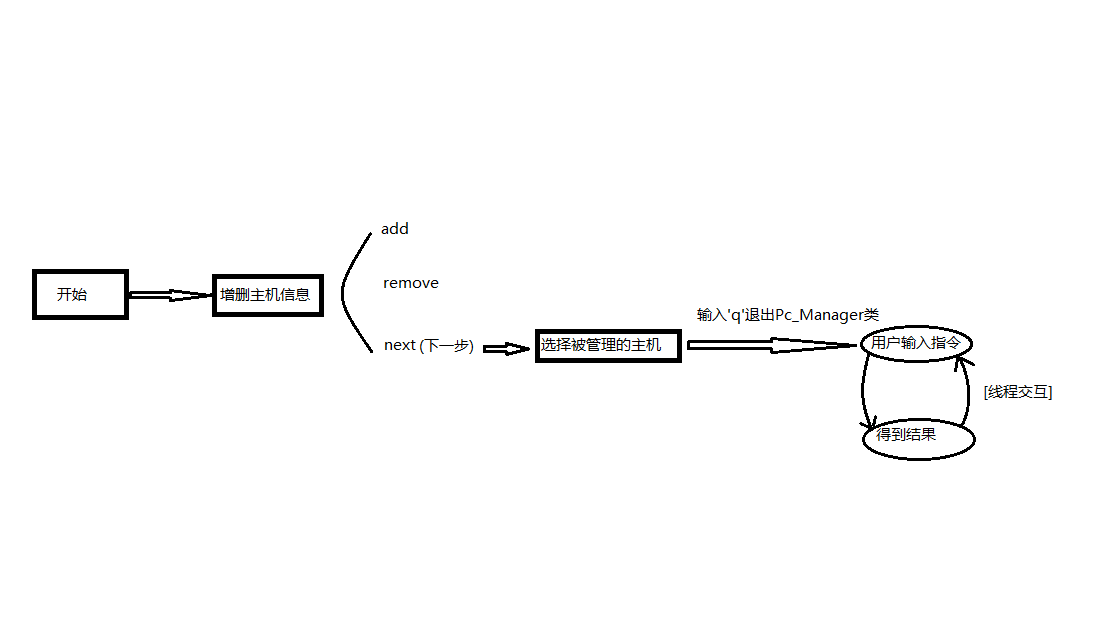 add
remove
开始
增删主机信息
next (下一步)
选择被管理的主机
输入'q'退出Pc_Manager类
用户输入指令
[线程交互]
得到结果